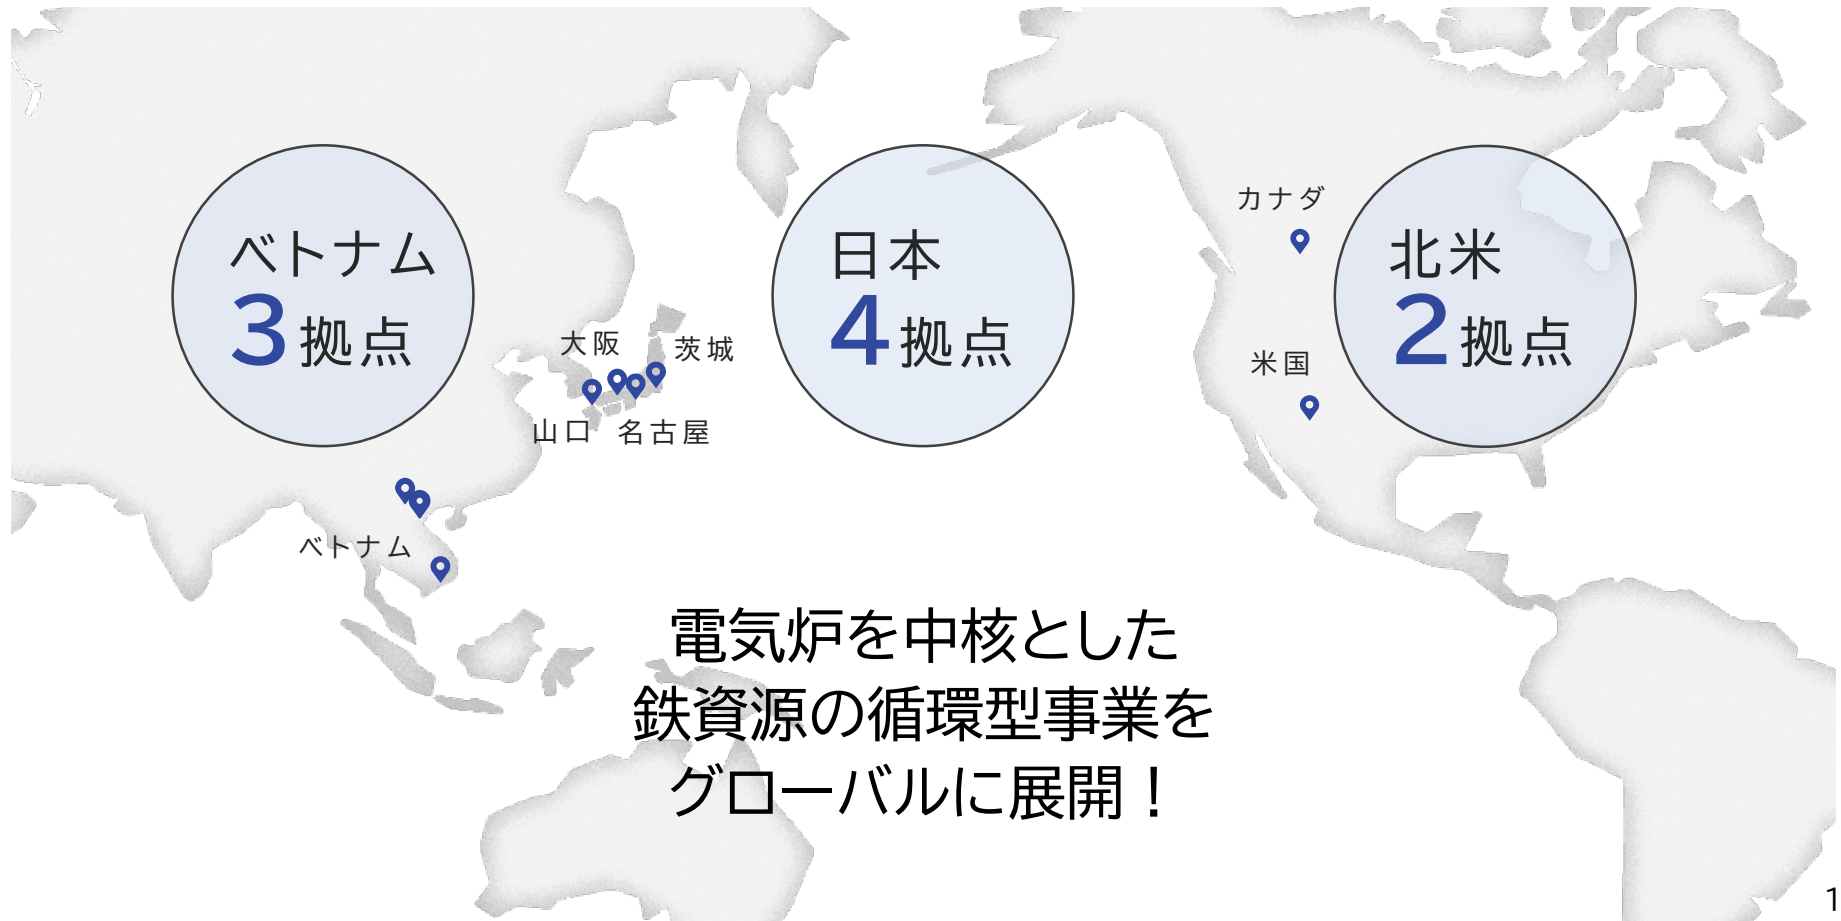 ベトナム
3拠点
日本
4拠点
北米
2拠点
カナダ
米国
大阪
茨城
山口
名古屋
ベトナム
電気炉を中核とした
鉄資源の循環型事業を
グローバルに展開！
1